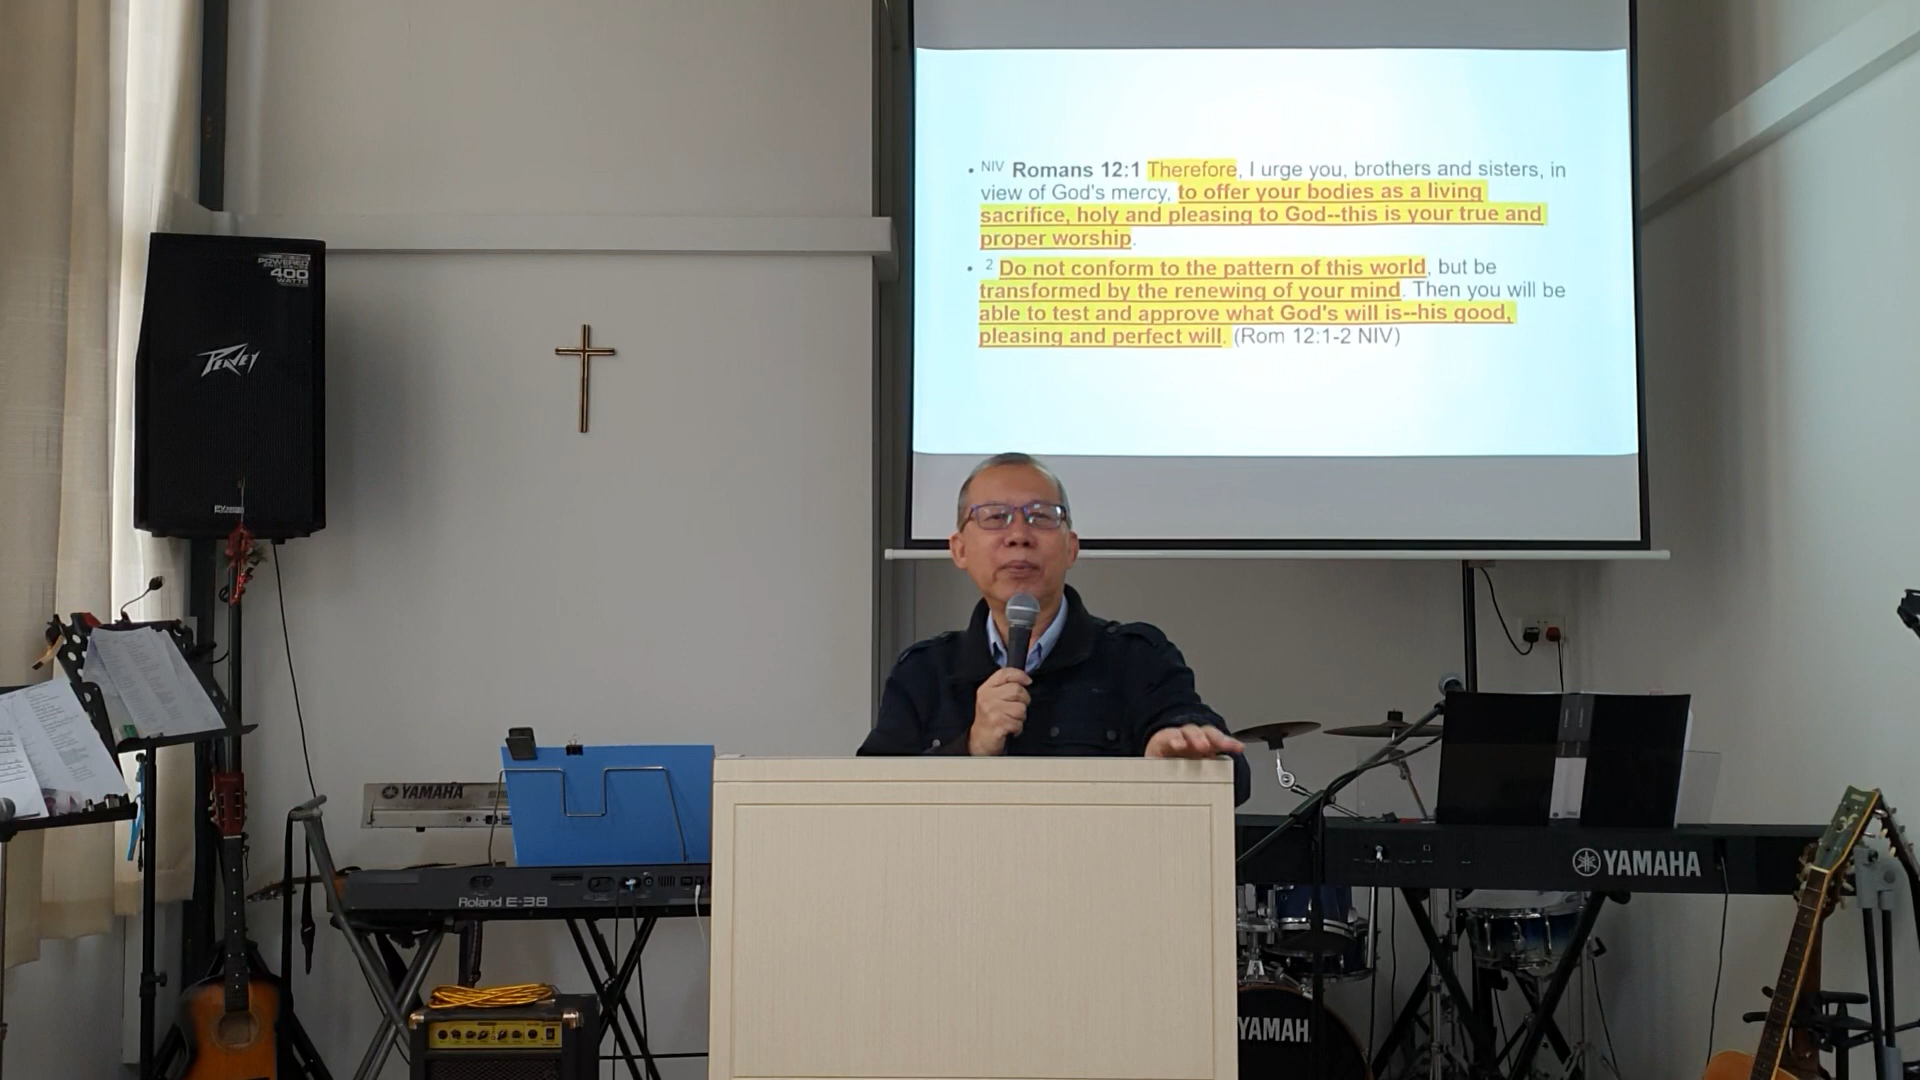 • NIV Romans 12:1 Therefore, I urge you, brothers and sisters, in
view of God's mercy, to offer your bodies as a living
sacrifice, holy and pleasing to God--this is your true and
proper worship.
• 2 Do not conform to the pattern of this world, but be
transformed by the renewing of your mind. Then you will be
able to test and approve what God's will is--his good,
pleasing and perfect will. (Rom 12:1-2 NIV)
POWERED
400
WATTS
PEAVEY
YAMAHA
Roland E-38
YAMAHA
YAMAH